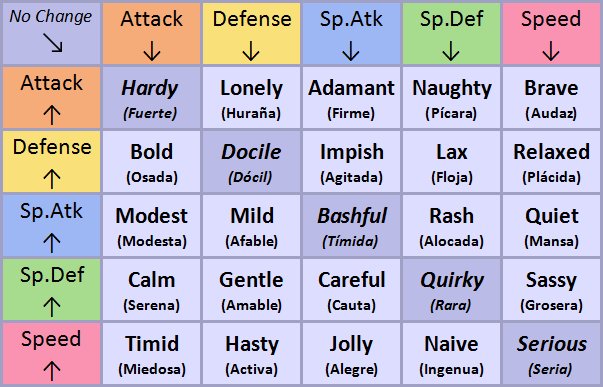 No Change ↘ Attack ↓ Defense ↓ Sp.Atk ↓ Sp.Def ↓ Speed ↓
Attack ↑ Hardy Lonely Adamant Naughty Brave
(Fuerte) (Huraña) (Firme) (Pícara) (Audaz)
Defense ↑ Bold Docile Impish Lax Relaxed
(Osada) (Dócil) (Agitada) (Floja) (Plácida)
Sp.Atk ↑ Modest Mild Bashful Rash Quiet
(Modesta) (Afable) (Tímida) (Alocada) (Mansa)
Sp.Def ↑ Calm Gentle Careful Quirky Sassy
(Serena) (Amable) (Cauta) (Rara) (Grosera)
Speed ↑ Timid Hasty Jolly Naive Serious
(Miedosa) (Activa) (Alegre) (Ingenua) (Seria)